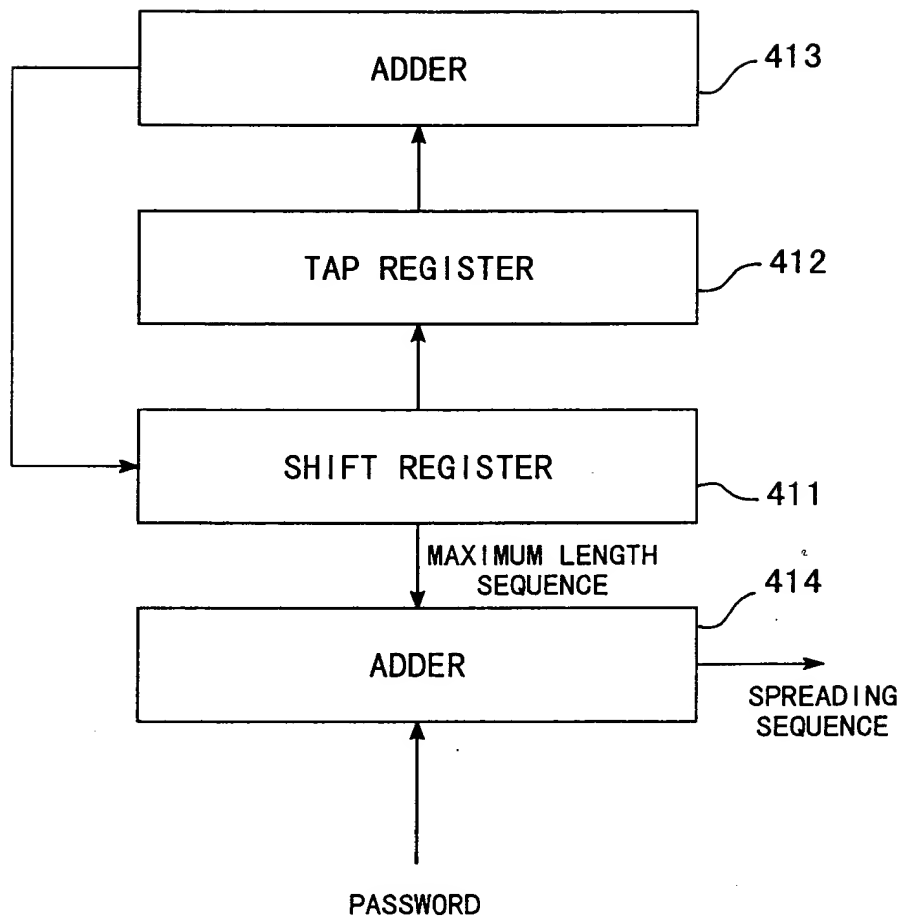 ADDER
413
TAP REGISTER
412
SHIFT REGISTER
411
MAXIMUM LENGTH
SEQUENCE
414
ADDER
SPREADING
SEQUENCE
PASSWORD